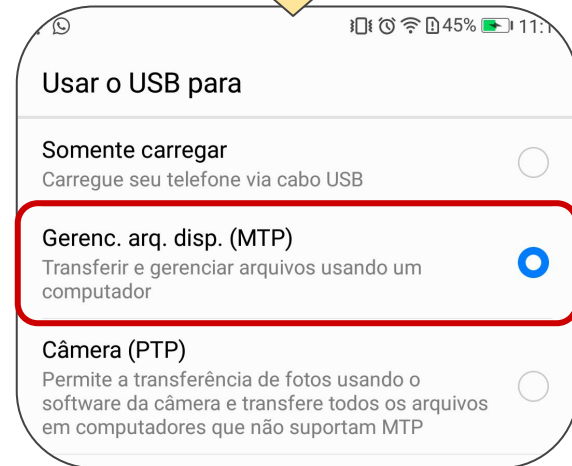 45% 11:1
Usar o USB para
Somente carregar
Carregue seu telefone via cabo USB
Gerenc. arq. disp. (MTP)
Transferir e gerenciar arquivos usando um
computador
Câmera (PTP)
Permite a transferência de fotos usando o
software da câmera e transfere todos os arquivos
em computadores que não suportam MTP